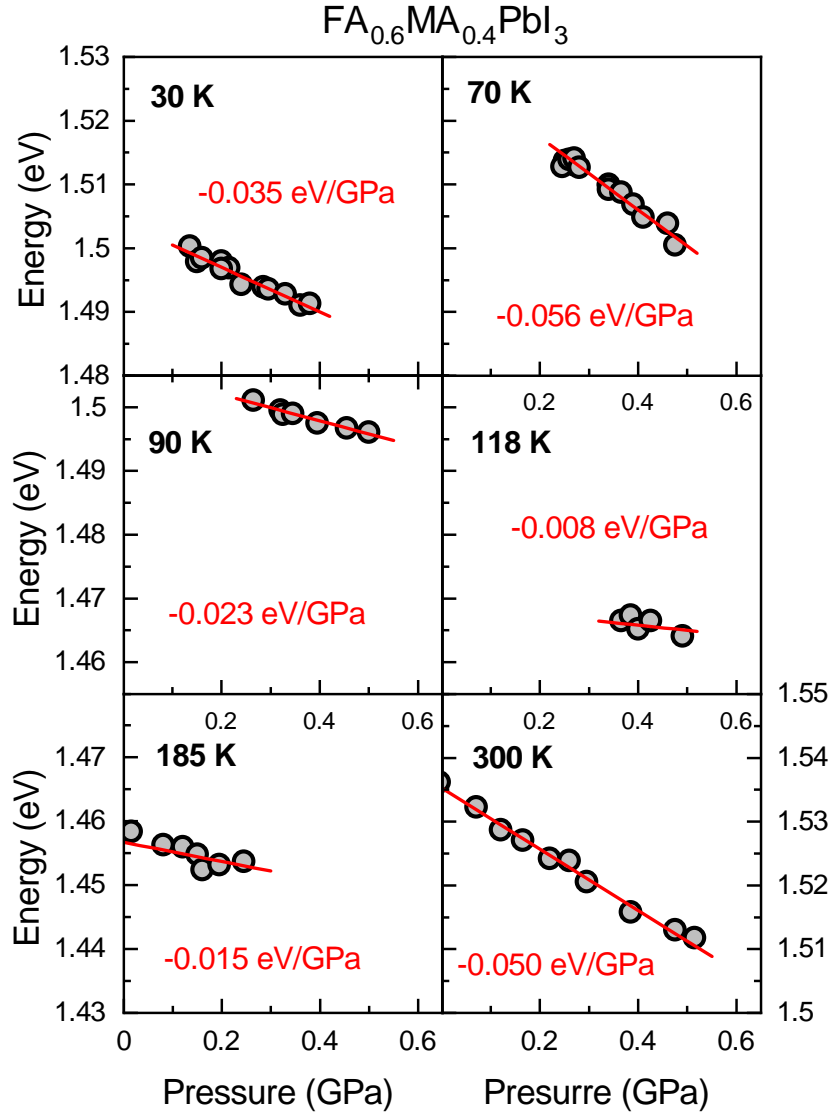 FA0.6MA0.4PbI3
1.53
1.52
1.51
1.5
1.49
1.48
Energy (eV)
30 K
-0.035 eV/GPa
70 K
-0.056 eV/GPa
0.2 0.4 0.6
1.5
1.49
1.48
1.47
1.46
Energy (eV)
90 K
-0.023 eV/GPa
118 K
-0.008 eV/GPa
0.2 0.4 0.6
0.2 0.4 0.6
1.47
1.46
1.45
1.44
1.43
Energy (eV)
185 K
-0.015 eV/GPa
300 K
-0.050 eV/GPa
1.55
1.54
1.53
1.52
1.51
1.5
0 0.2 0.4 0.6
0.2 0.4 0.6
Pressure (GPa)
Presurre (GPa)